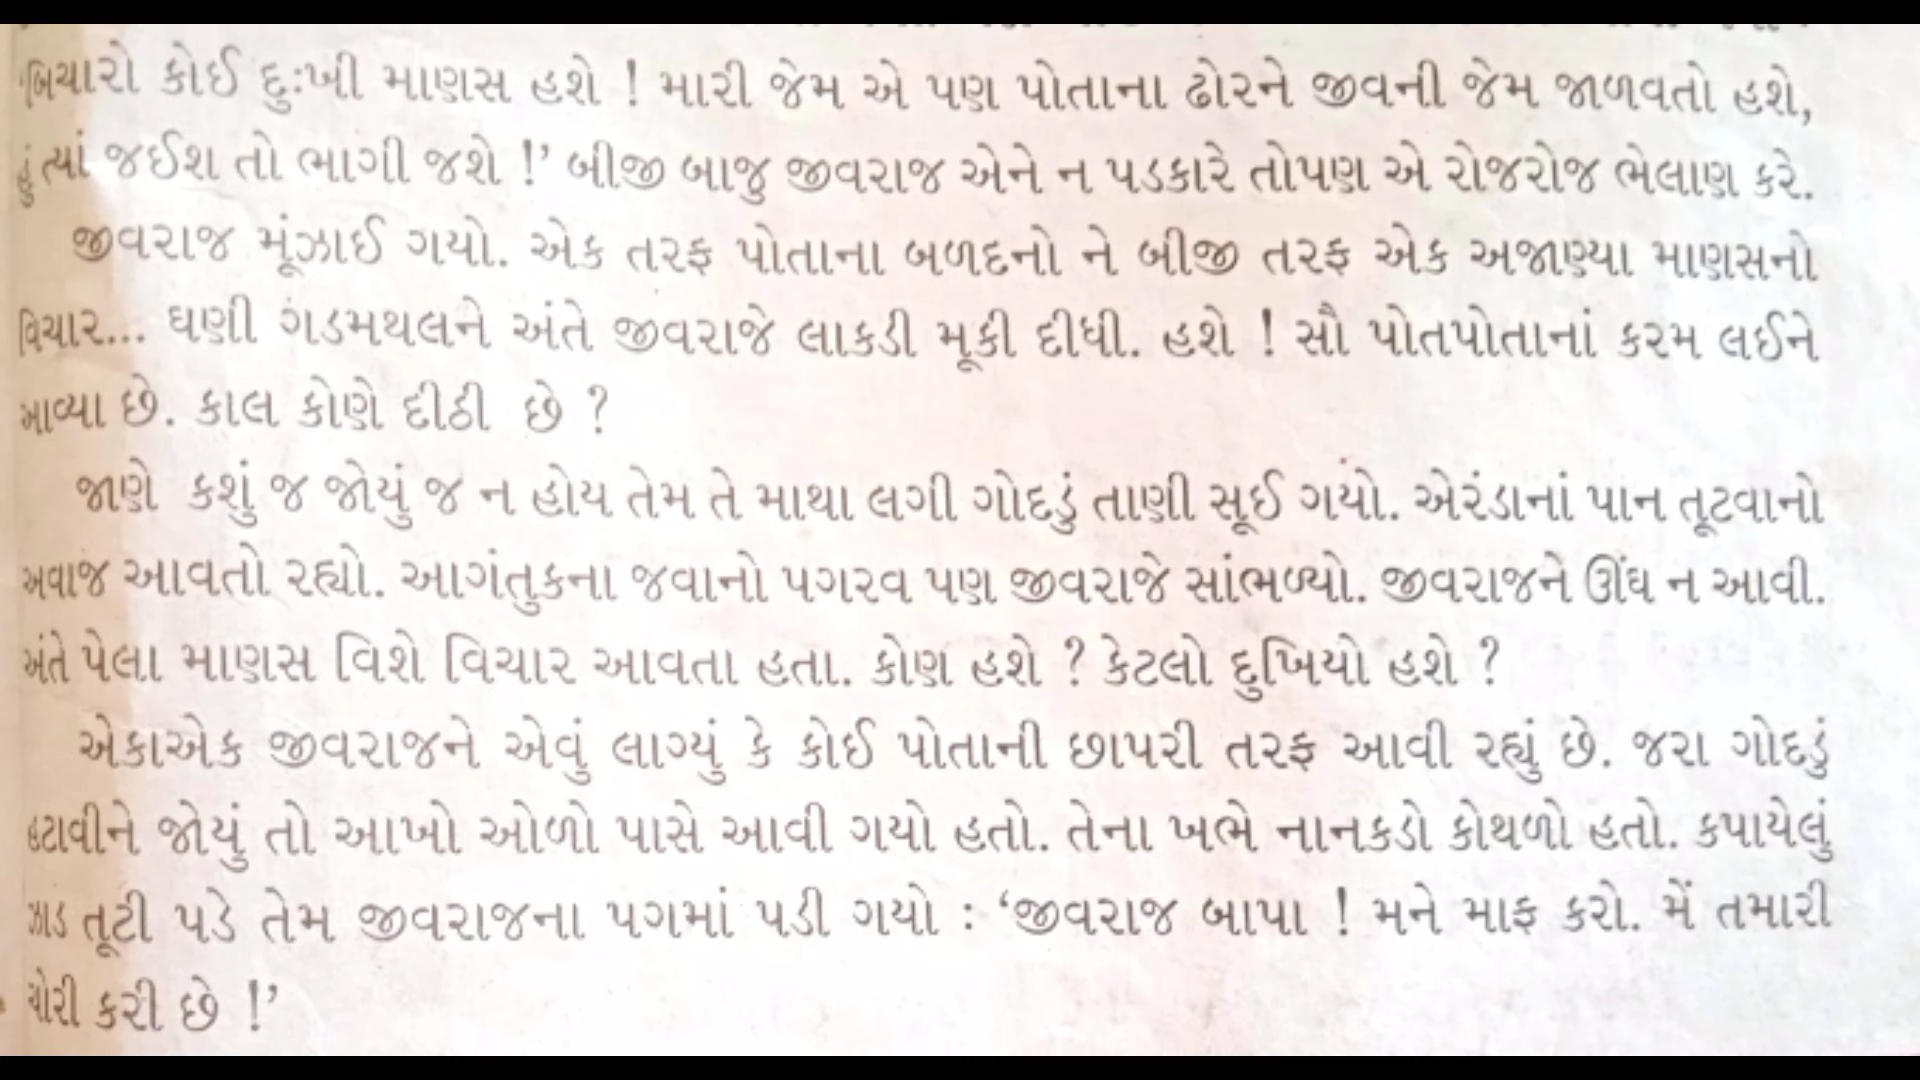 બિચારો કોઈ દુઃખી માણસ હશે ! મારી જેમ એ પણ પોતાના ઢોરને જીવની જેમ જાળવતો હશે,
હું ત્યાં જઈશ તો ભાગી જશે !’ બીજી બાજુ જીવરાજ એને ન પડકારે તોપણ એ રોજરોજ ભેલાણ કરે.
જીવરાજ મૂંઝાઈ ગયો. એક તરફ પોતાના બળદનો ને બીજી તરફ એક અજાણ્યા માણસનો
વિચાર... ઘણી ગડમથલને અંતે જીવરાજે લાકડી મૂકી દીધી. હશે ! સૌ પોતપોતાનાં કરમ લઈને
આવ્યા છે. કાલ કોણે દીઠી છે ?
જાણે કશું જ જોયું જ ન હોય તેમ તે માથા લગી ગોદડું તાણી સૂઈ ગયો. એરંડાનાં પાન તૂટવાનો
અવાજ આવતો રહ્યો. આગંતુકના જવાનો પગરવ પણ જીવરાજે સાંભળ્યો. જીવરાજને ઊંઘ ન આવી.
અંતે પેલા માણસ વિશે વિચાર આવતા હતા. કોણ હશે ? કેટલો દુખિયો હશે ?
એકાએક જીવરાજને એવું લાગ્યું કે કોઈ પોતાની છાપરી તરફ આવી રહ્યું છે. જરા ગોદડું
હટાવીને જોયું તો આખો ઓળો પાસે આવી ગયો હતો. તેના ખભે નાનકડો કોથળો હતો. કપાયેલું
ઝાડ તૂટી પડે તેમ જીવરાજના પગમાં પડી ગયો : ‘જીવરાજ બાપા ! મને માફ કરો. મેં તમારી
ચોરી કરી છે !’